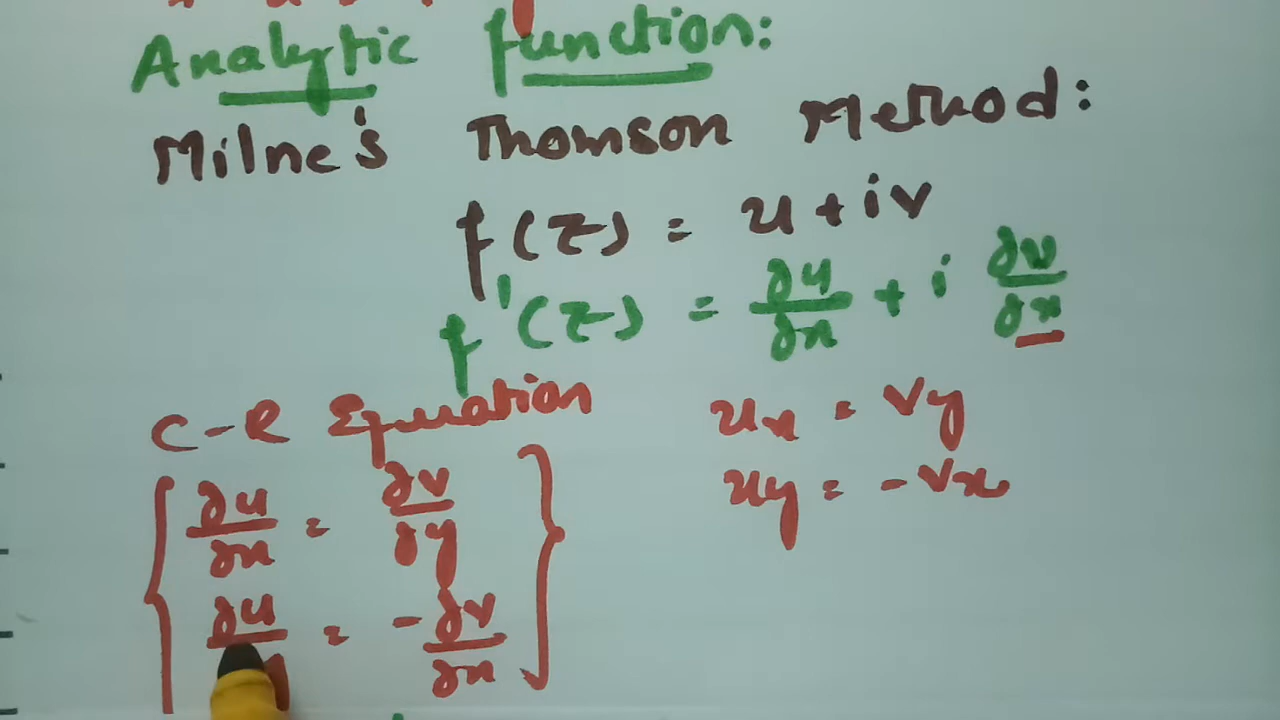 Analytic function:
Milne's Thomson Method:
f(z) = u + iv
f'(z) = ∂u/∂x + i ∂v/∂x
C-R Equation
ux = vy
uy = -vx
∂u/∂x = ∂v/∂y
∂u/ = -∂v/∂x